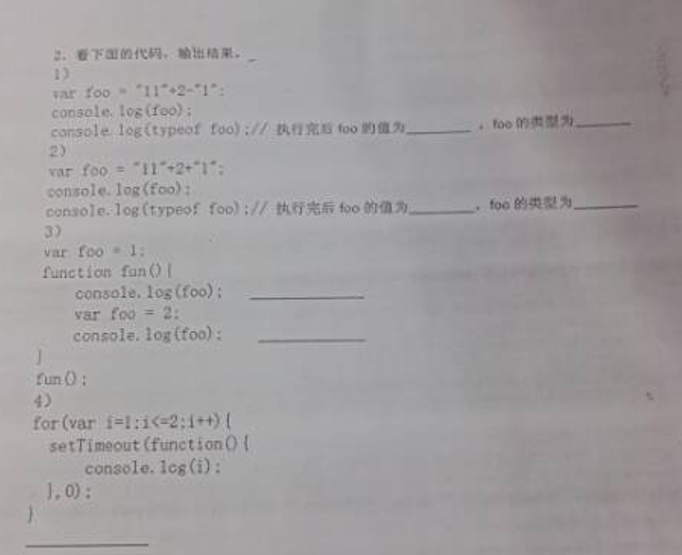 2. 看下面的代码，输出结果。_
1)
var foo = "11"+2-"1";
console.log(foo);
console.log(typeof foo);// 执行完后 foo 的值为________ ，foo 的类型为________
2)
var foo = "11"+2+"1";
console.log(foo);
console.log(typeof foo);// 执行完后 foo 的值为________，foo 的类型为________
3)
var foo = 1;
function fun(){
console.log(foo); ______________
var foo = 2;
console.log(foo); ______________
}
fun();
4)
for(var i=1;i<=2;i++){
setTimeout(function(){
console.log(i);
},0);
}
______________